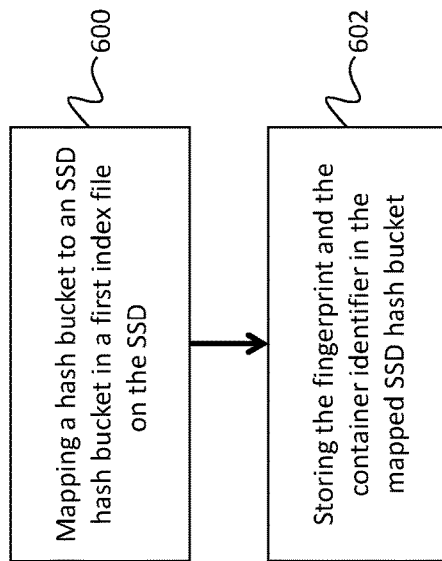 Mapping a hash bucket to an SSD
hash bucket in a first index file
on the SSD
600
Storing the fingerprint and the
container identifier in the
mapped SSD hash bucket
602